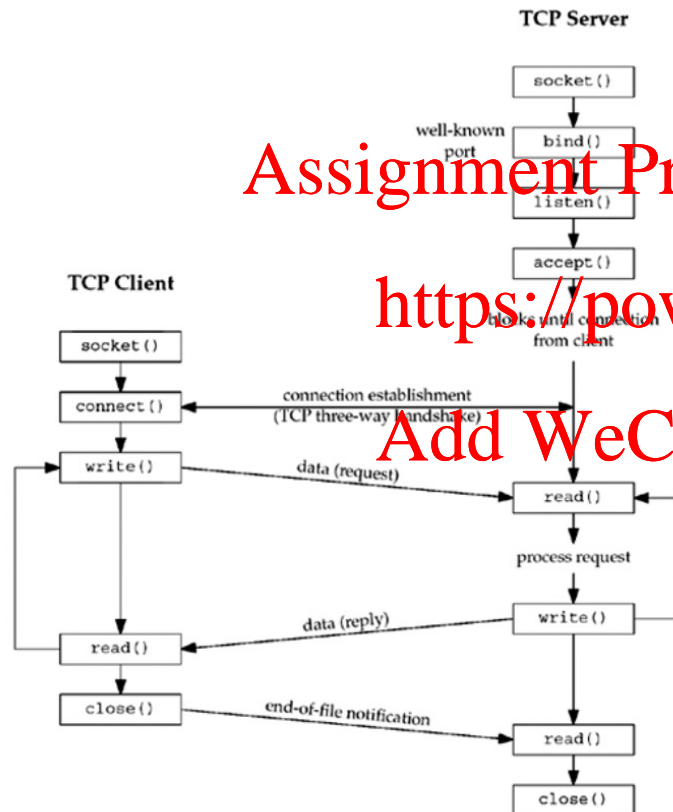 TCP Server
socket()
well-known
port
bind()
Assignment Pr
listen()
accept()
TCP Client
https://pow
blocks until connection
from client
socket()
connection establishment
(TCP three-way handshake)
connect()
Add WeC
write()
data (request)
read()
process request
data (reply)
write()
read()
close()
end-of-file notification
read()
close()